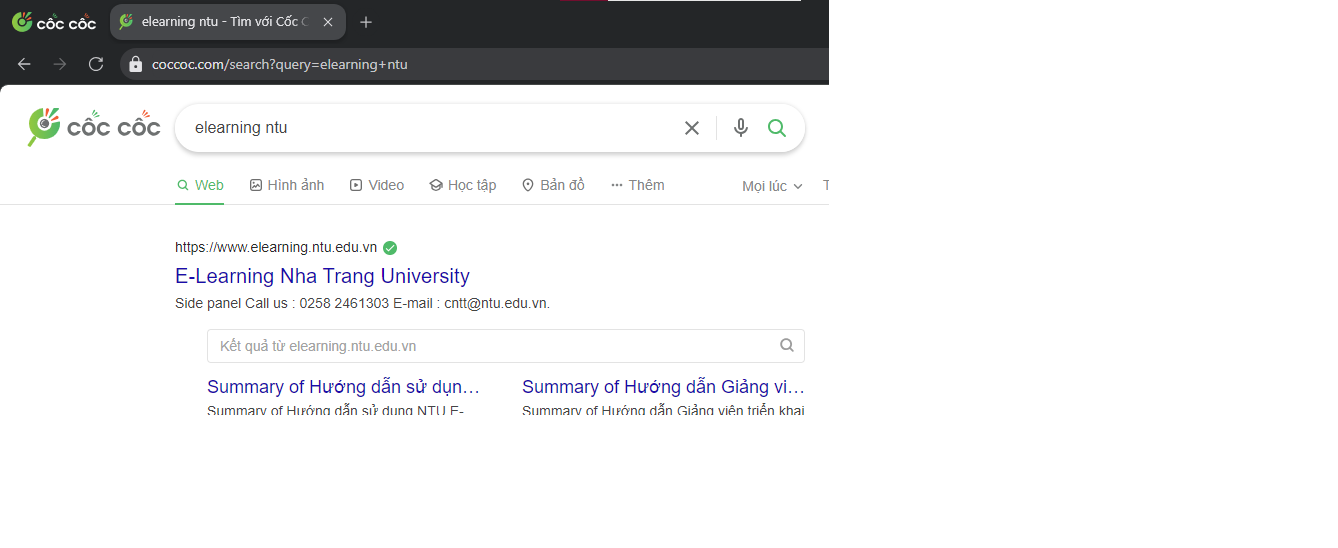 cốc cốc
elearning ntu - Tìm với Cốc C
coccoc.com/search?query=elearning+ntu
cốc cốc
elearning ntu
Web Hình ảnh Video Học tập Bản đồ Thêm Mọi lúc T
https://www.elearning.ntu.edu.vn
E-Learning Nha Trang University
Side panel Call us : 0258 2461303 E-mail : cntt@ntu.edu.vn.
Kết quả từ elearning.ntu.edu.vn
Summary of Hướng dẫn sử dụn… Summary of Hướng dẫn Giảng vi…
Summary of Hướng dẫn sử dụng NTU E- Summary of Hướng dẫn Giảng viên triển khai